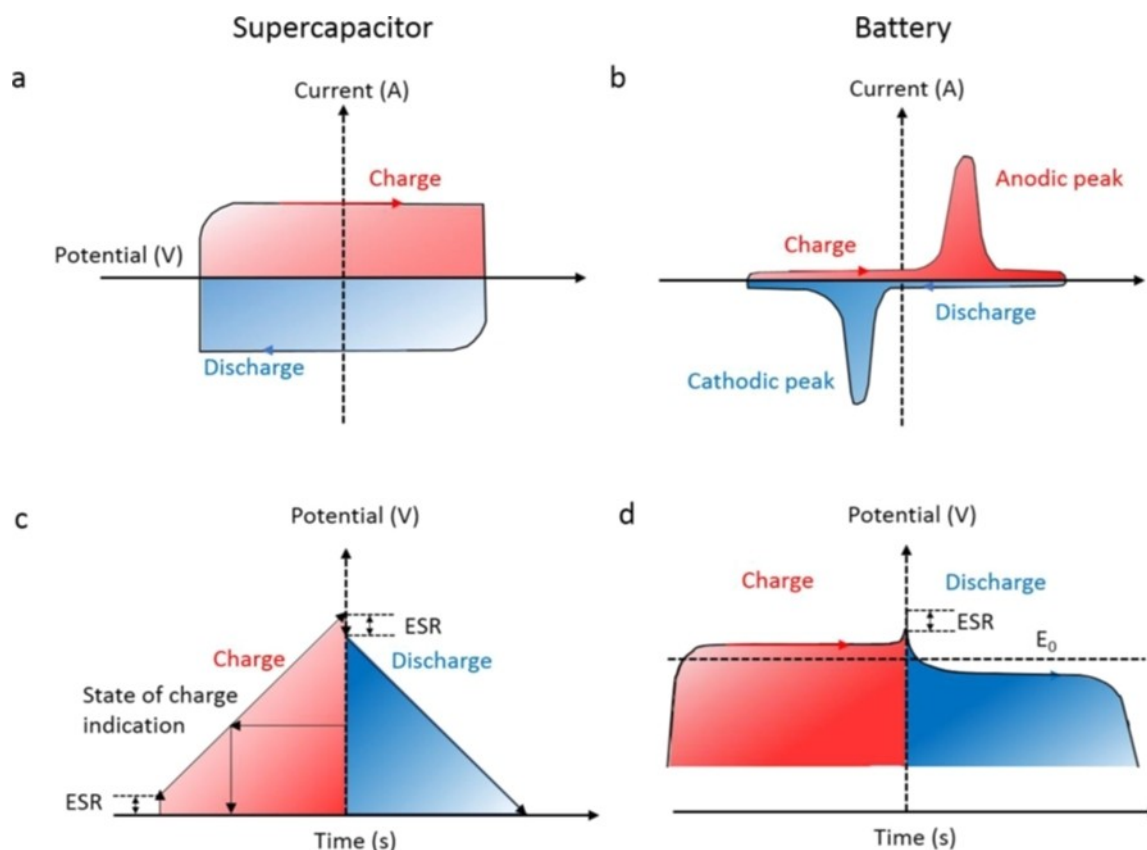 Supercapacitor
Battery
a
Current (A)
Charge
Potential (V)
Discharge
b
Current (A)
Anodic peak
Charge
Discharge
Cathodic peak
c
Potential (V)
ESR
Charge
Discharge
State of charge
indication
ESR
Time (s)
d
Potential (V)
Charge
Discharge
ESR
E₀
Time (s)